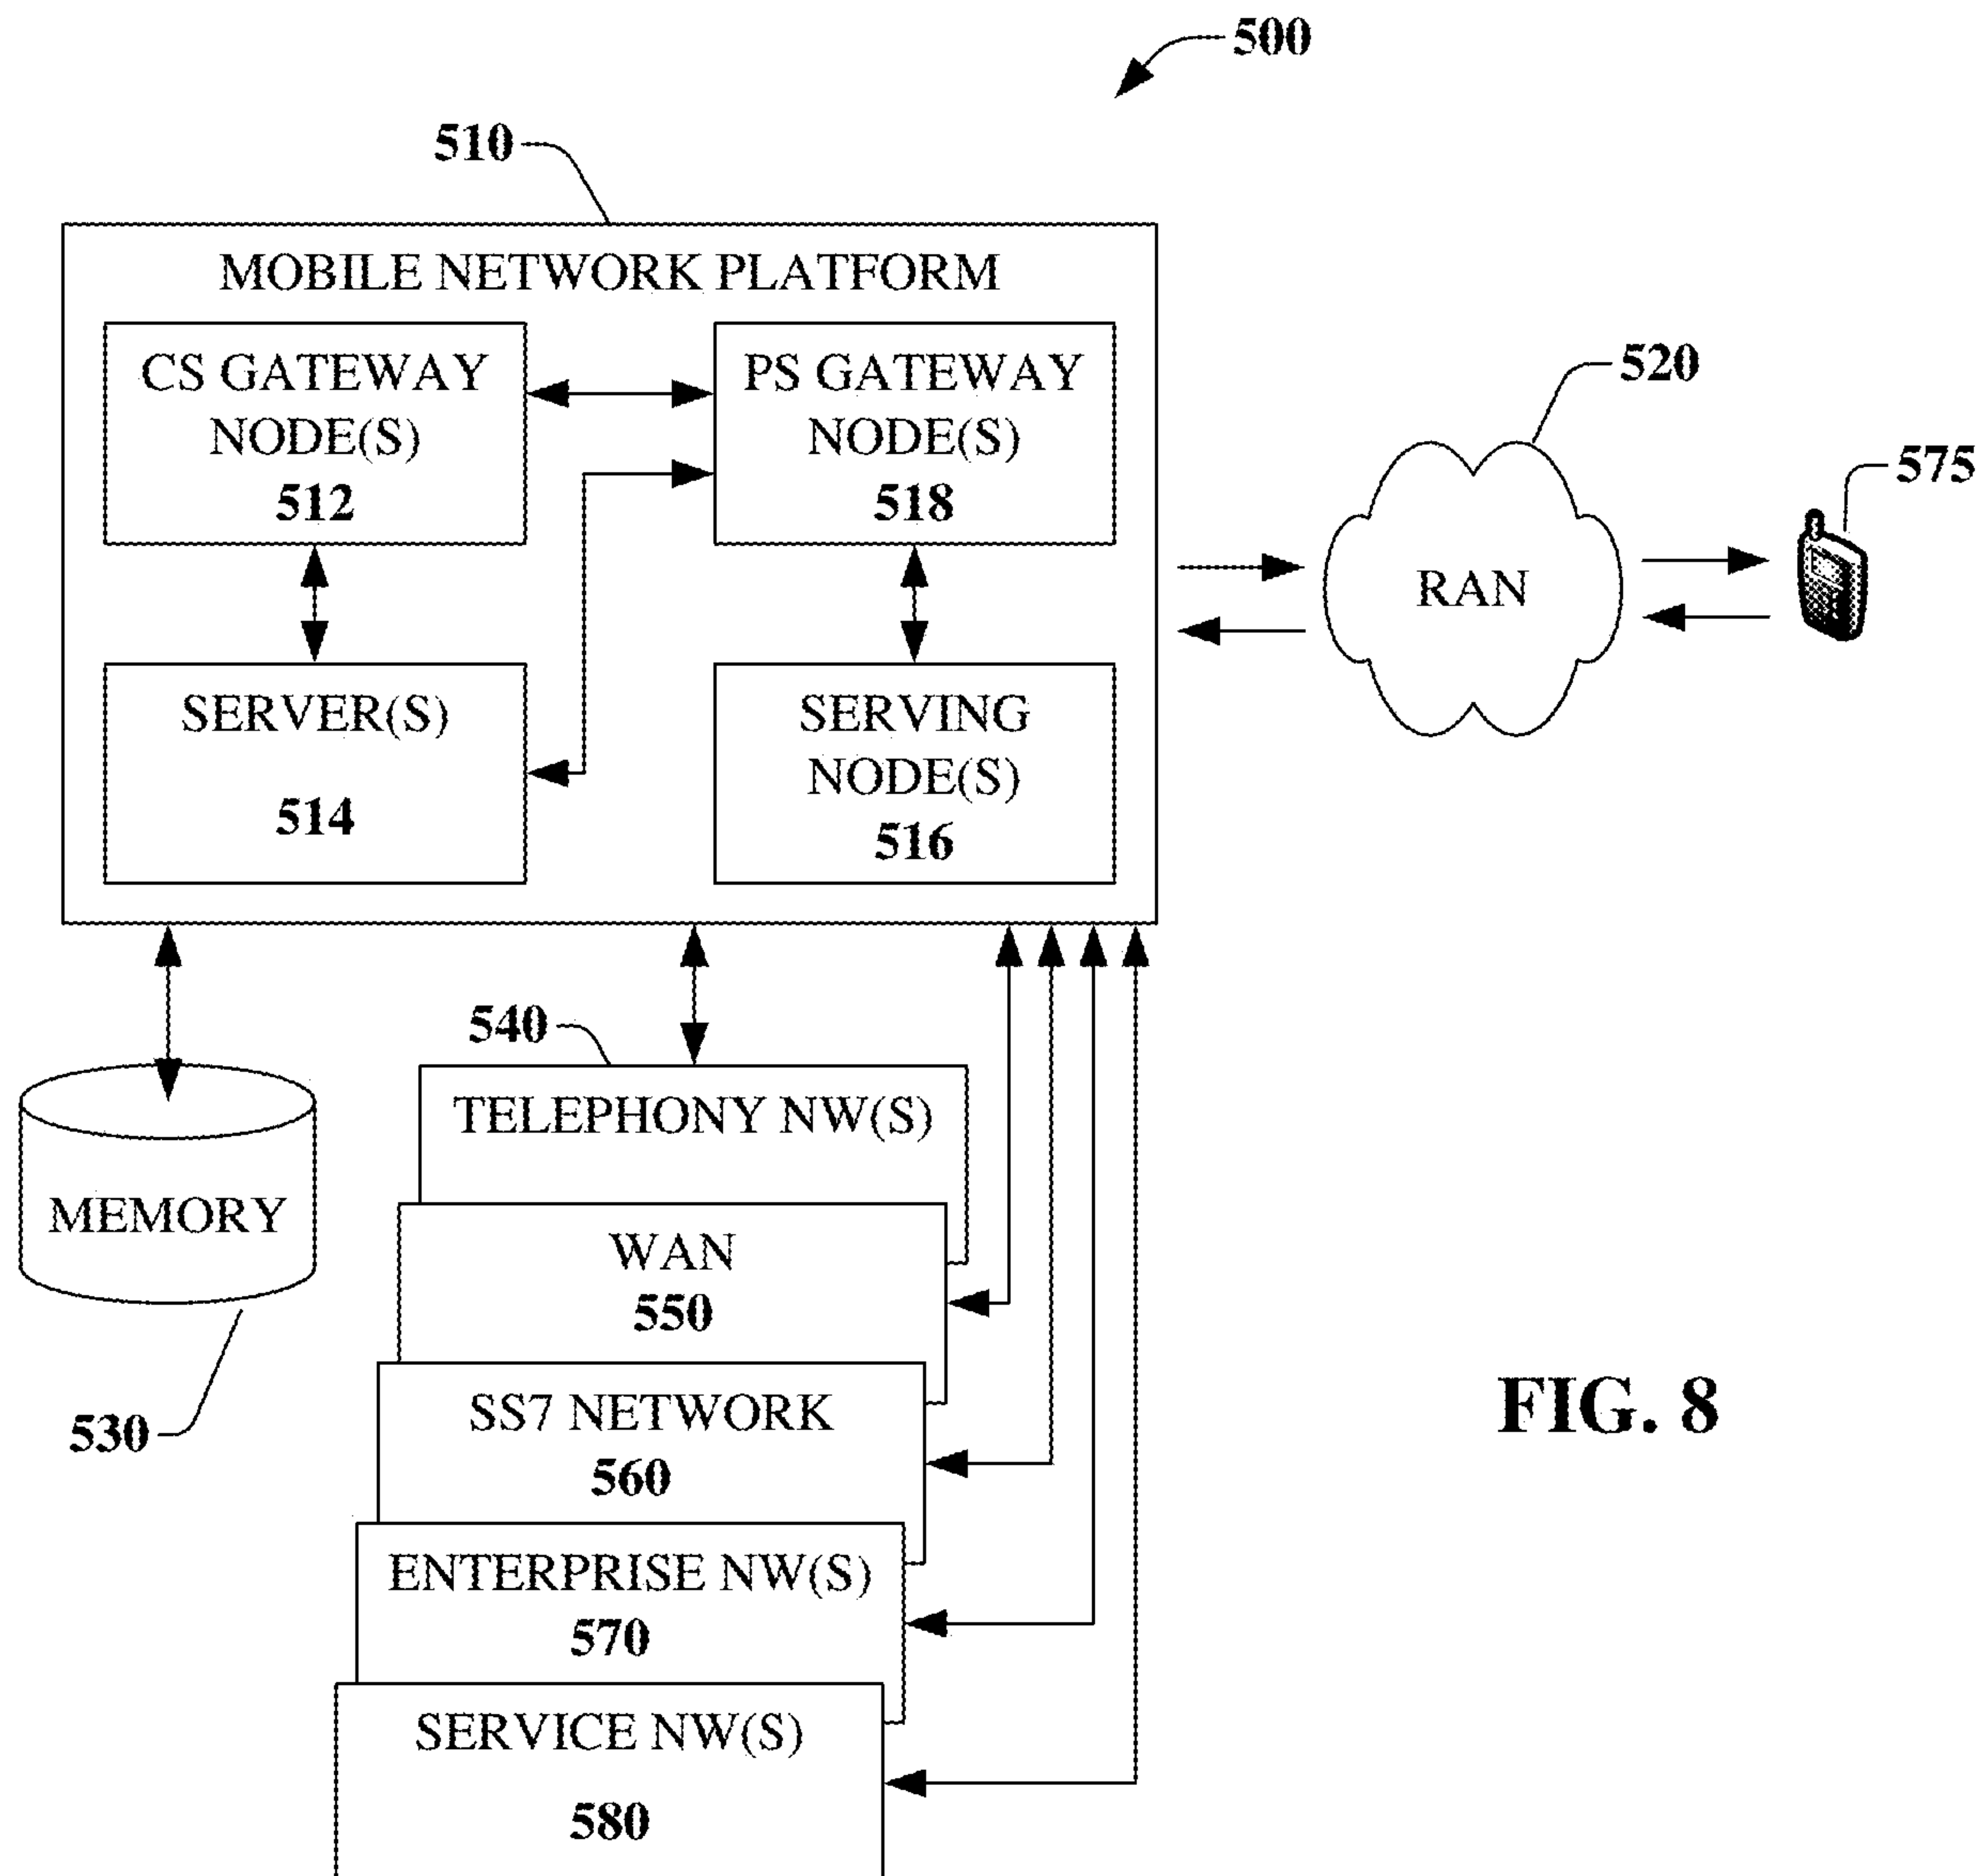 500
510
MOBILE NETWORK PLATFORM
CS GATEWAY
NODE(S)
512
PS GATEWAY
NODE(S)
518
SERVER(S)
514
SERVING
NODE(S)
516
520
RAN
575
540
TELEPHONY NW(S)
MEMORY
530
WAN
550
SS7 NETWORK
560
ENTERPRISE NW(S)
570
SERVICE NW(S)
580
FIG. 8